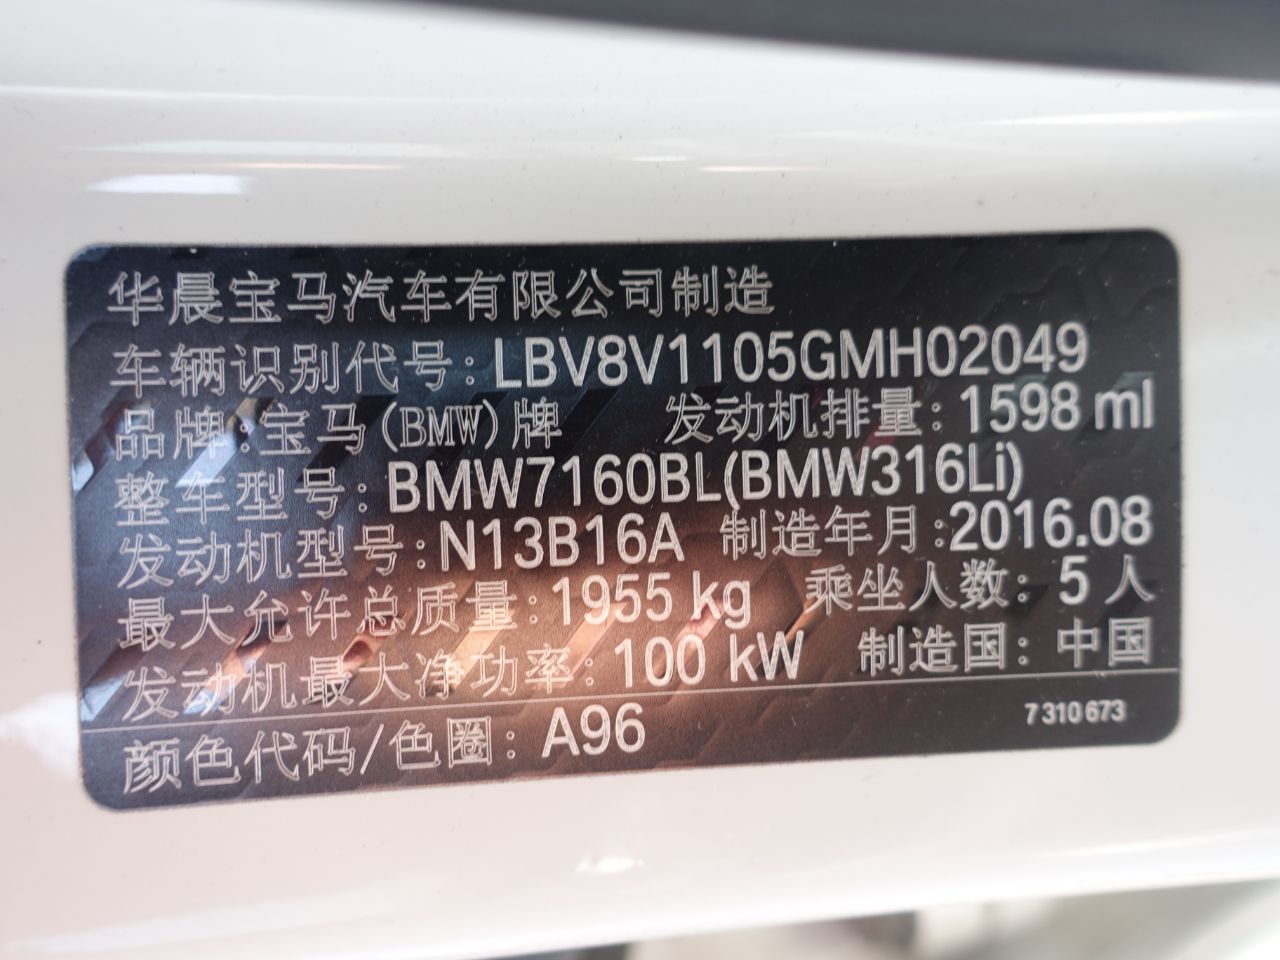 华晨宝马汽车有限公司制造
车辆识别代号：LBV8V1105GMH02049
品牌：宝马(BMW)牌 发动机排量：1598 ml
整车型号：BMW7160BL(BMW316Li)
发动机型号：N13B16A 制造年月：2016.08
最大允许总质量：1955 kg 乘坐人数：5 人
发动机最大净功率：100 kW 制造国：中国
颜色代码/色圈：A96 7 310 673